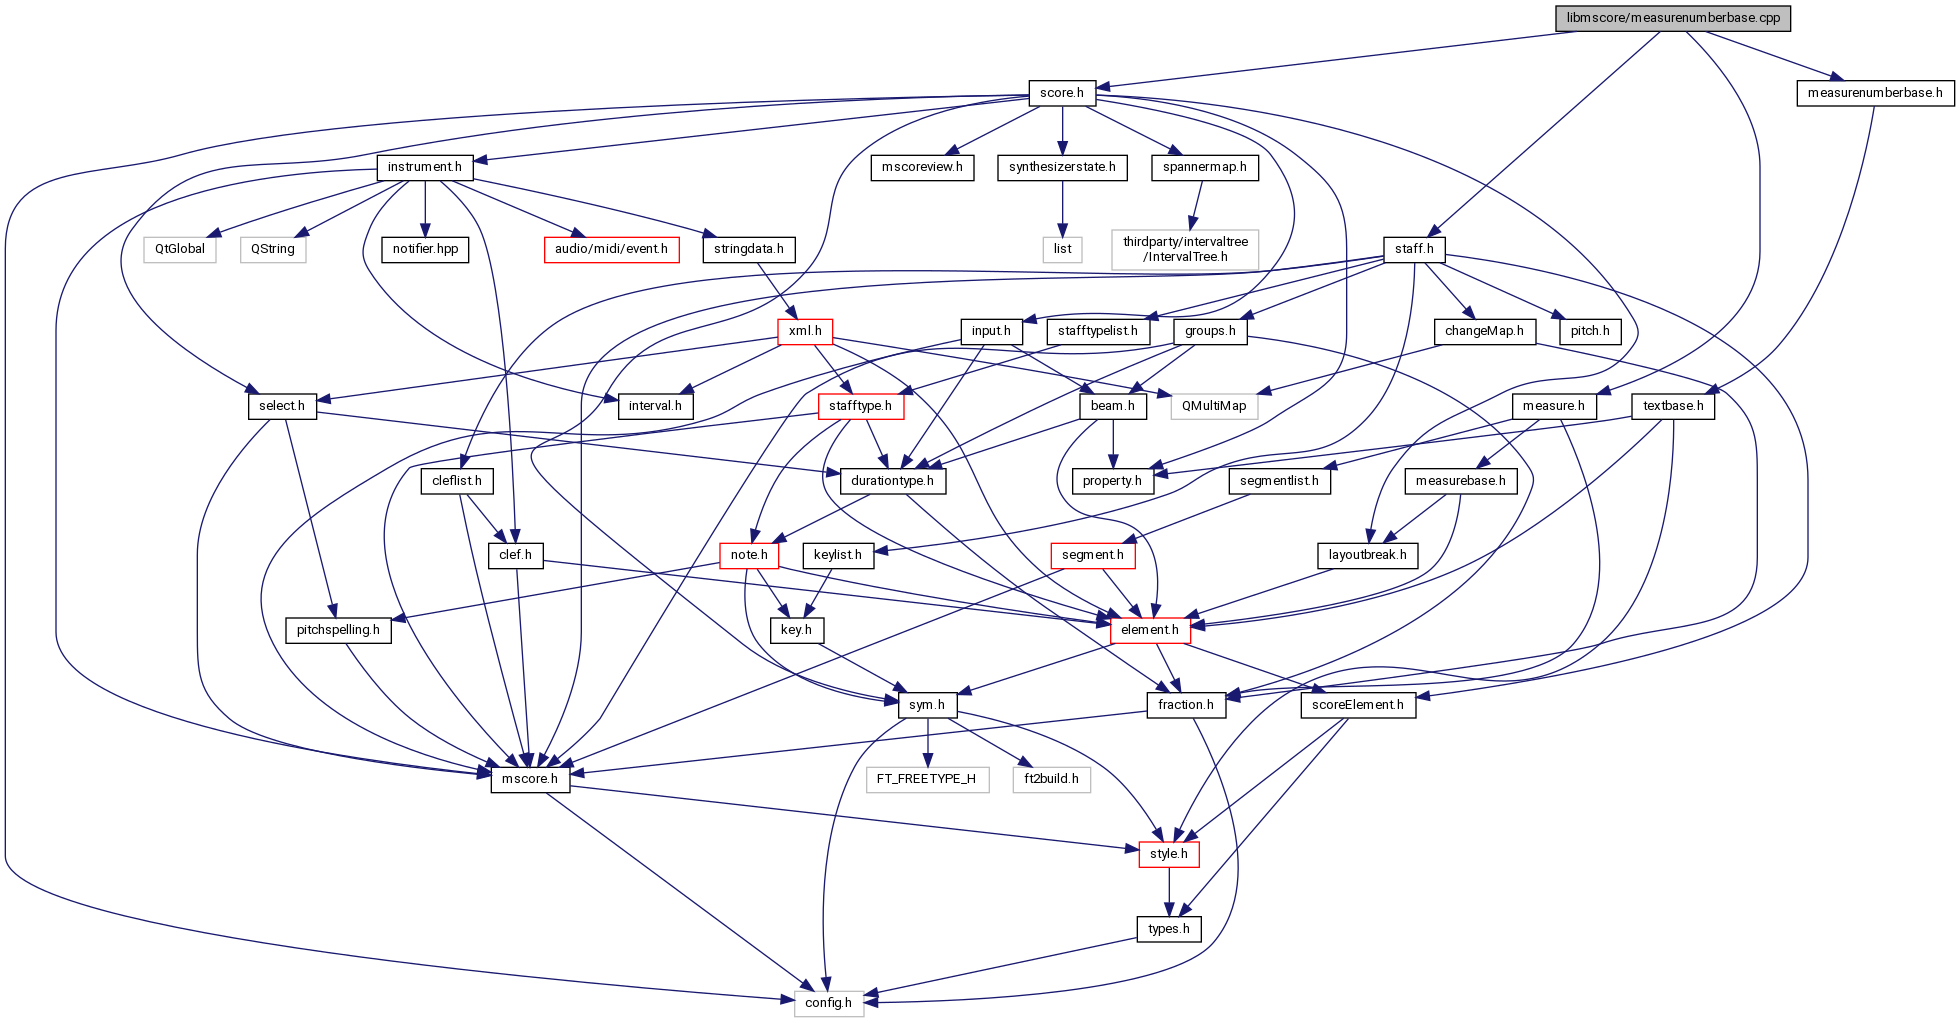 libmscore/measurenumberbase.cpp
score.h
measurenumberbase.h
instrument.h
mscoreview.h
synthesizerstate.h
spannermap.h
QtGlobal
QString
notifier.hpp
audio/midi/event.h
stringdata.h
list
thirdparty/intervaltree
/IntervalTree.h
staff.h
xml.h
input.h
stafftypelist.h
groups.h
changeMap.h
pitch.h
select.h
interval.h
stafftype.h
beam.h
QMultiMap
measure.h
textbase.h
cleflist.h
durationtype.h
property.h
segmentlist.h
measurebase.h
clef.h
note.h
keylist.h
segment.h
layoutbreak.h
pitchspelling.h
key.h
element.h
sym.h
fraction.h
scoreElement.h
mscore.h
FT_FREETYPE_H
ft2build.h
style.h
types.h
config.h